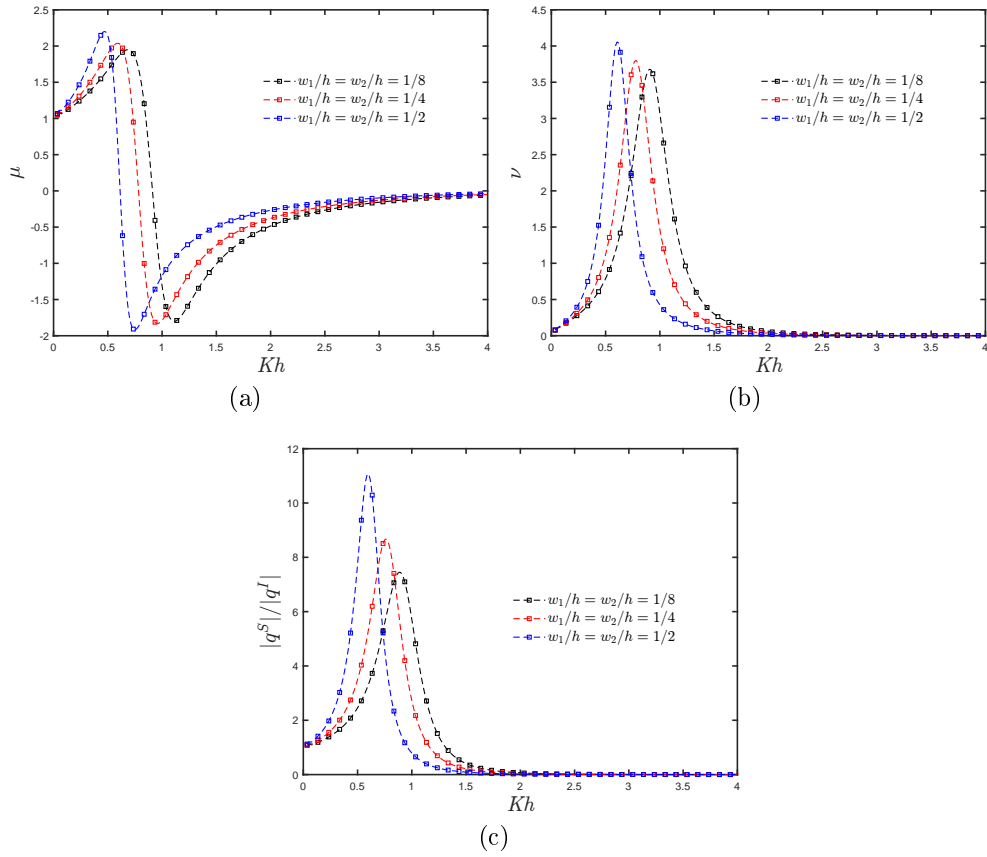 2.5
2
1.5
1
0.5
0
-0.5
-1
-1.5
-2
0 0.5 1 1.5 2 2.5 3 3.5 4
μ
Kh
w₁/h = w₂/h = 1/8
w₁/h = w₂/h = 1/4
w₁/h = w₂/h = 1/2
(a)
4.5
4
3.5
3
2.5
2
1.5
1
0.5
0
0 0.5 1 1.5 2 2.5 3 3.5 4
ν
Kh
w₁/h = w₂/h = 1/8
w₁/h = w₂/h = 1/4
w₁/h = w₂/h = 1/2
(b)
12
10
8
6
4
2
0
0 0.5 1 1.5 2 2.5 3 3.5 4
|q^S|/|q^I|
Kh
w₁/h = w₂/h = 1/8
w₁/h = w₂/h = 1/4
w₁/h = w₂/h = 1/2
(c)